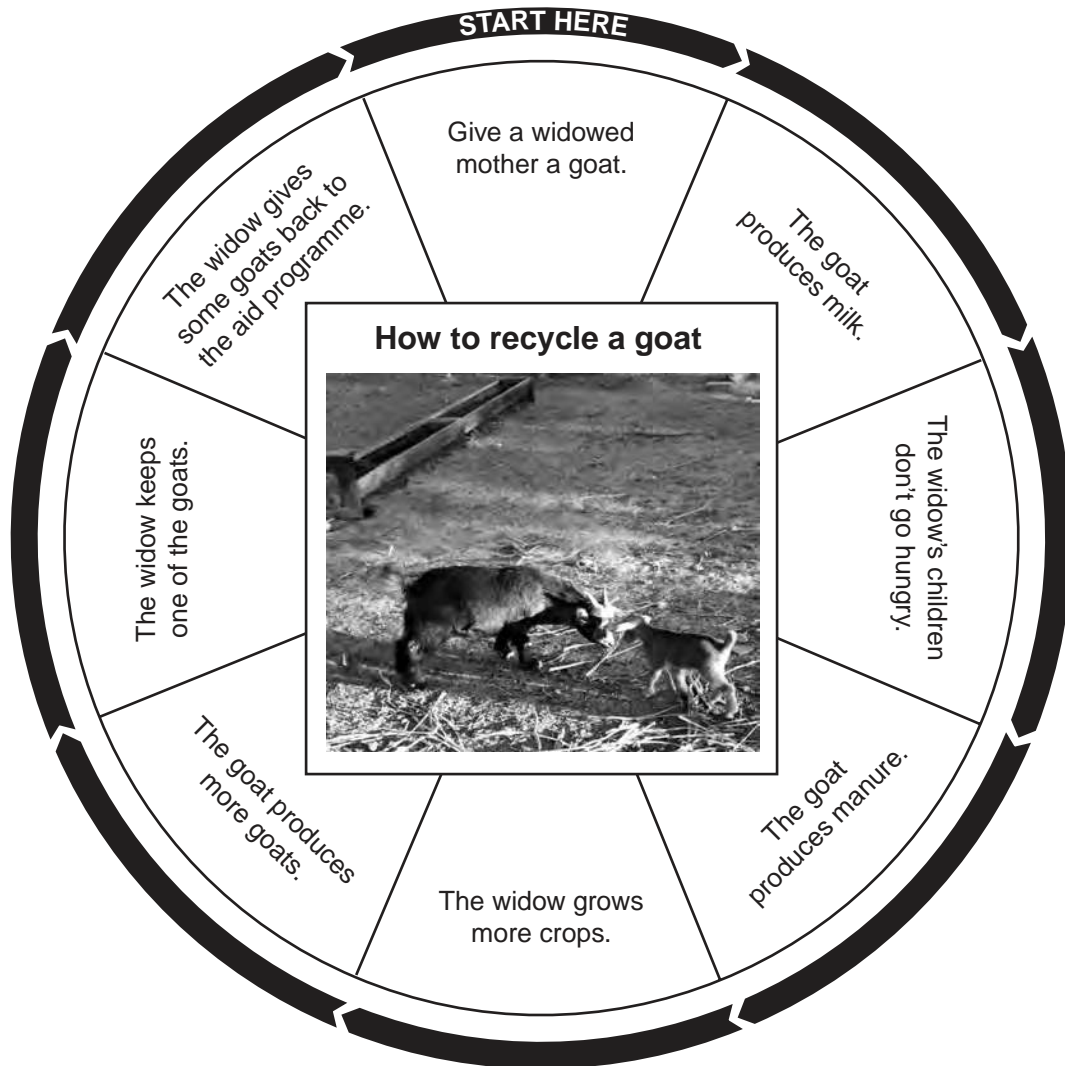 START HERE
Give a widowed
mother a goat.
The goat
produces milk.
The widow's children
don't go hungry.
The goat
produces manure.
The widow grows
more crops.
The goat produces
more goats.
The widow keeps
one of the goats.
The widow gives
some goats back to
the aid programme.
How to recycle a goat